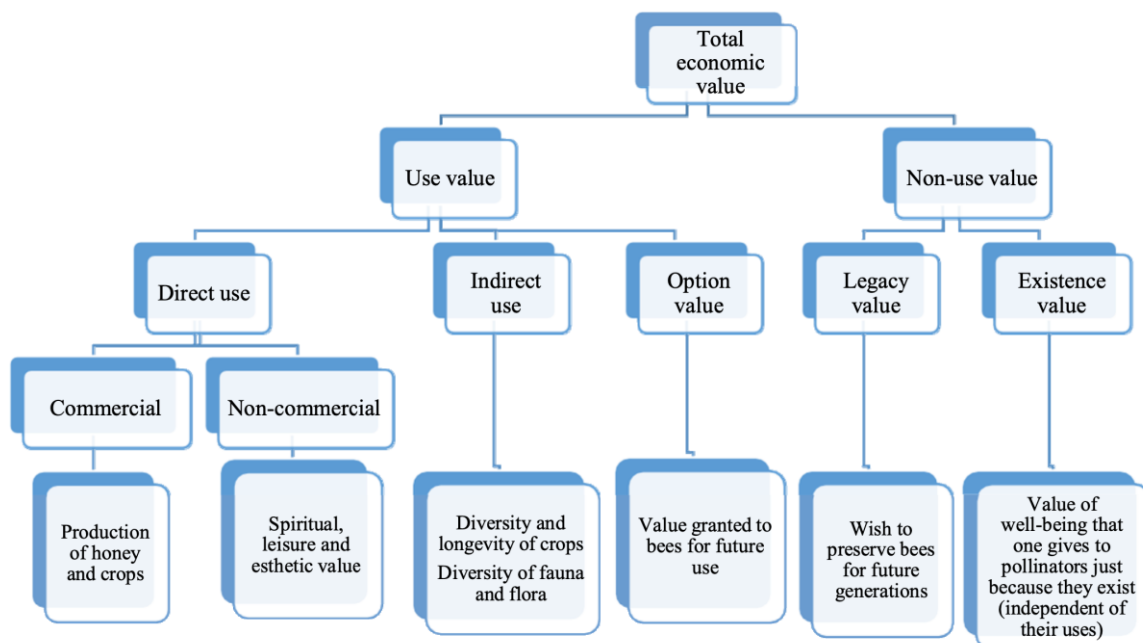 Total
economic
value
Use value
Non-use value
Direct use
Indirect
use
Option
value
Legacy
value
Existence
value
Commercial
Non-commercial
Production
of honey
and crops
Spiritual,
leisure and
esthetic value
Diversity and
longevity of crops
Diversity of fauna
and flora
Value granted to
bees for future
use
Wish to
preserve bees
for future
generations
Value of
well-being that
one gives to
pollinators just
because they exist
(independent of
their uses)